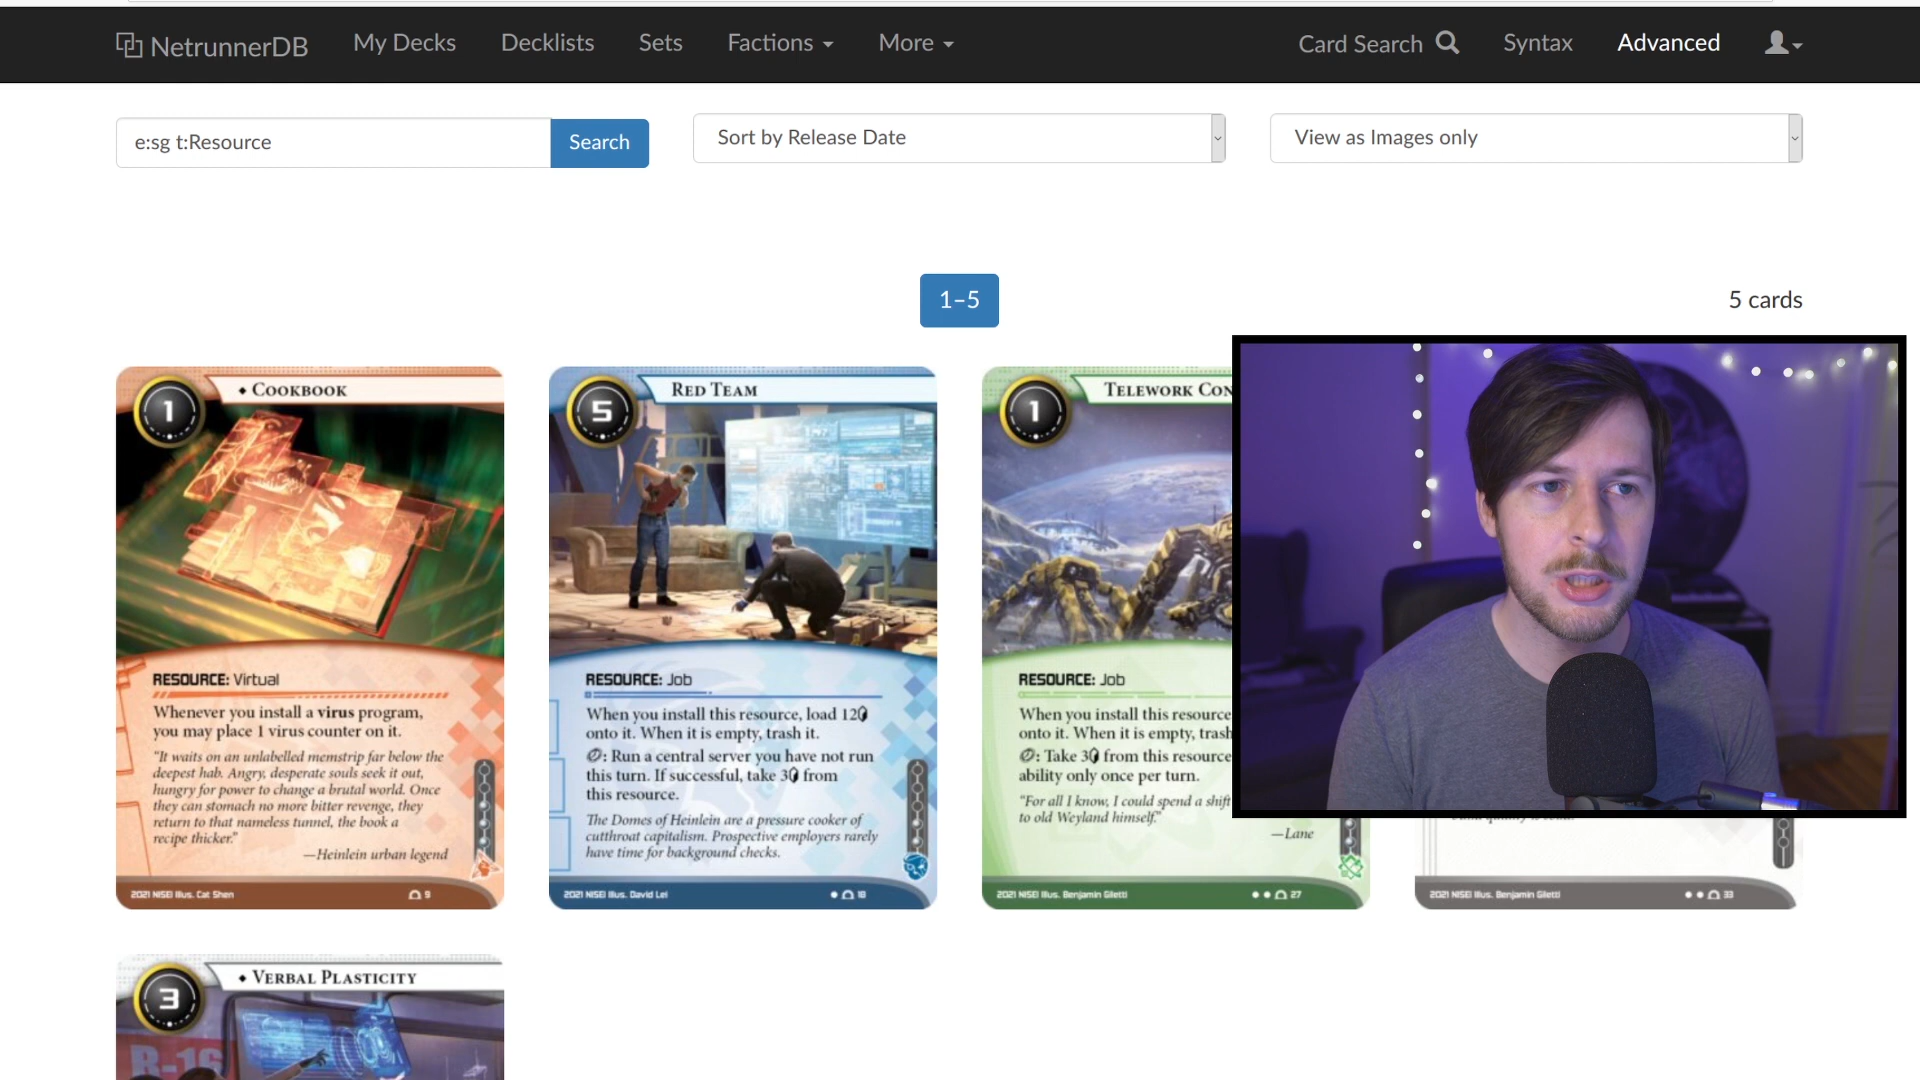 NetrunnerDB My Decks Decklists Sets Factions More Card Search Syntax Advanced
e:sg t:Resource Search Sort by Release Date View as Images only
1–5 5 cards
1 COOKBOOK
RESOURCE: Virtual
Whenever you install a virus program,
you may place 1 virus counter on it.
"It waits on an unlabelled memstrip far below the
deepest hab. Angry, desperate souls seek it out,
hungry for power to change a brutal world. Once
they can stomach no more bitter revenge, they
return to that nameless tunnel, the book a
recipe thicker."
—Heinlein urban legend
2021 NISEI Illus. Cat Shen 9
5 RED TEAM
RESOURCE: Job
When you install this resource, load 12
onto it. When it is empty, trash it.
: Run a central server you have not run
this turn. If successful, take 3 from
this resource.
The Domes of Heinlein are a pressure cooker of
cutthroat capitalism. Prospective employers rarely
have time for background checks.
2021 NISEI Illus. David Lei 18
1 TELEWORK CON
RESOURCE: Job
When you install this resource
onto it. When it is empty, trash
: Take 3 from this resource
ability only once per turn.
"For all I know, I could spend a shift
to old Weyland himself."
—Lane
2021 NISEI Illus. Benjamin Giletti 27
2021 NISEI Illus. Benjamin Giletti 33
3 VERBAL PLASTICITY
R-16